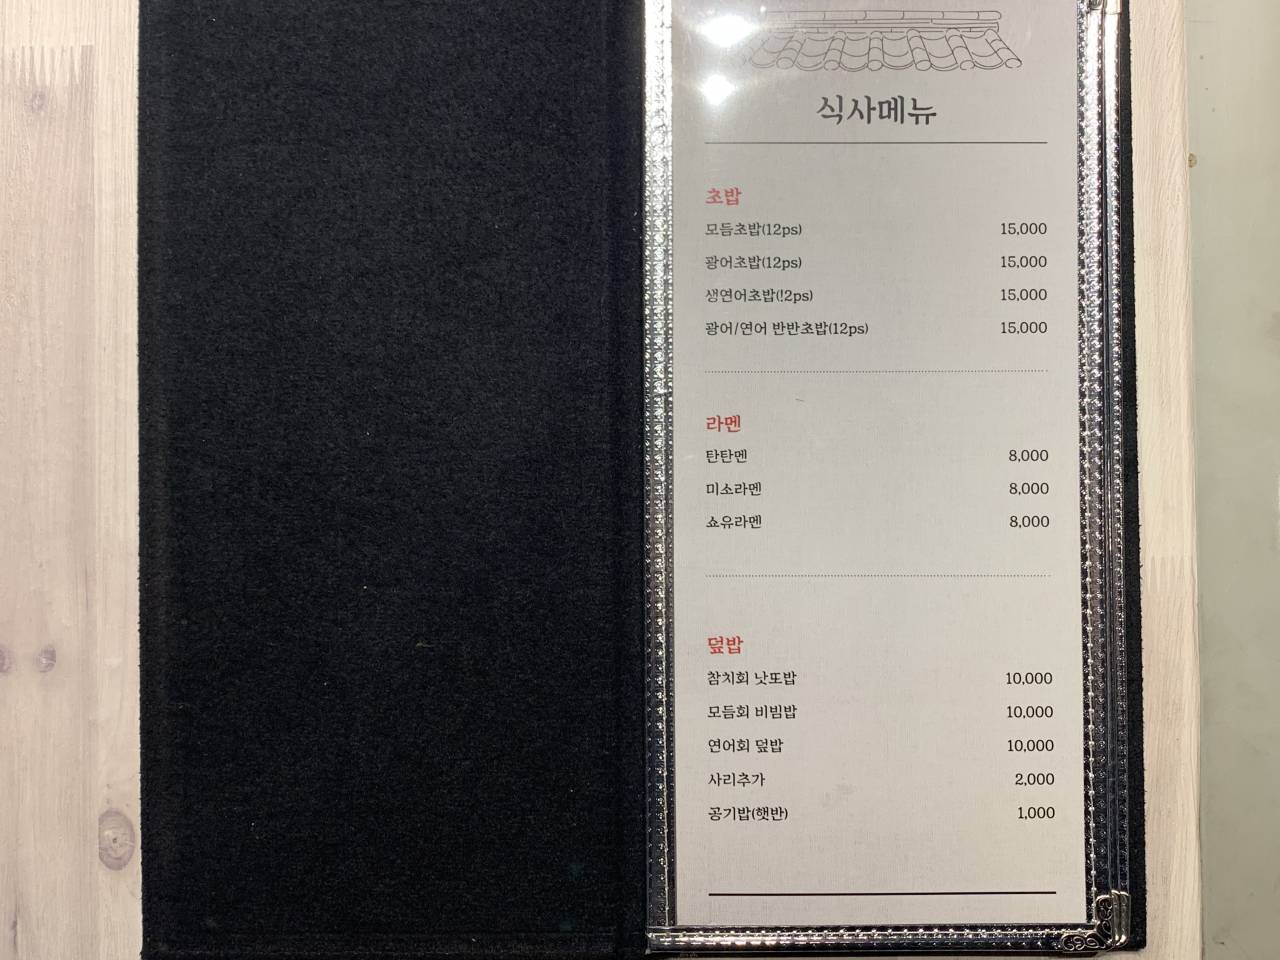 식사메뉴
초밥
모듬초밥(12ps) 15,000
광어초밥(12ps) 15,000
생연어초밥(!2ps) 15,000
광어/연어 반반초밥(12ps) 15,000
라멘
탄탄멘 8,000
미소라멘 8,000
쇼유라멘 8,000
덮밥
참치회 낫또밥 10,000
모듬회 비빔밥 10,000
연어회 덮밥 10,000
사리추가 2,000
공기밥(햇반) 1,000